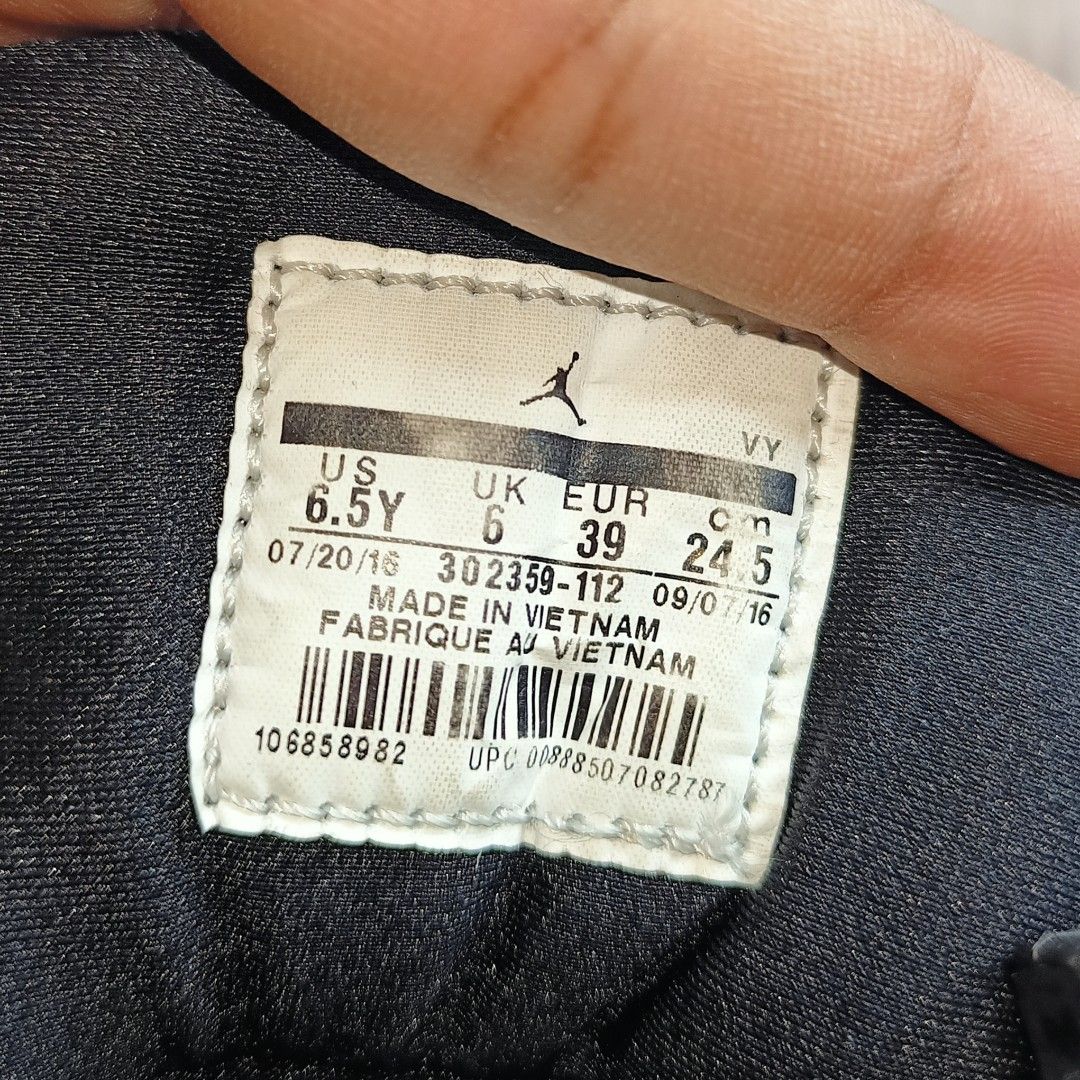 VY
US UK EUR cm
6.5Y 6 39 24.5
07/20/16 302359-112 09/07/16
MADE IN VIETNAM
FABRIQUE AU VIETNAM
106858982 UPC 00888507082787